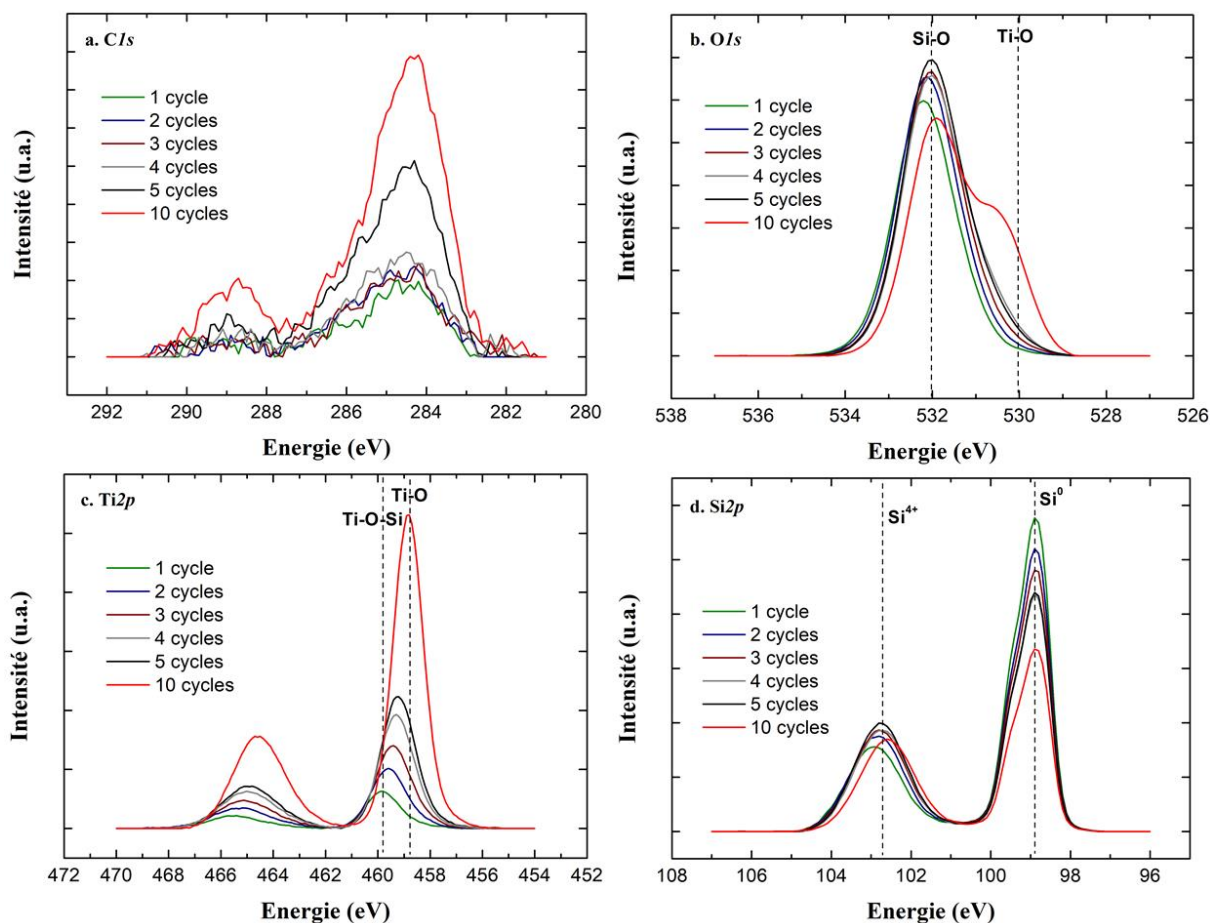 a. C1s
1 cycle
2 cycles
3 cycles
4 cycles
5 cycles
10 cycles
Intensité (u.a.)
292 290 288 286 284 282 280
Energie (eV)
b. O1s
Si-O
Ti-O
1 cycle
2 cycles
3 cycles
4 cycles
5 cycles
10 cycles
Intensité (u.a.)
538 536 534 532 530 528 526
Energie (eV)
c. Ti2p
Ti-O
Ti-O-Si
1 cycle
2 cycles
3 cycles
4 cycles
5 cycles
10 cycles
Intensité (u.a.)
472 470 468 466 464 462 460 458 456 454 452
Energie (eV)
d. Si2p
Si⁴⁺
Si⁰
1 cycle
2 cycles
3 cycles
4 cycles
5 cycles
10 cycles
Intensité (u.a.)
108 106 104 102 100 98 96
Energie (eV)